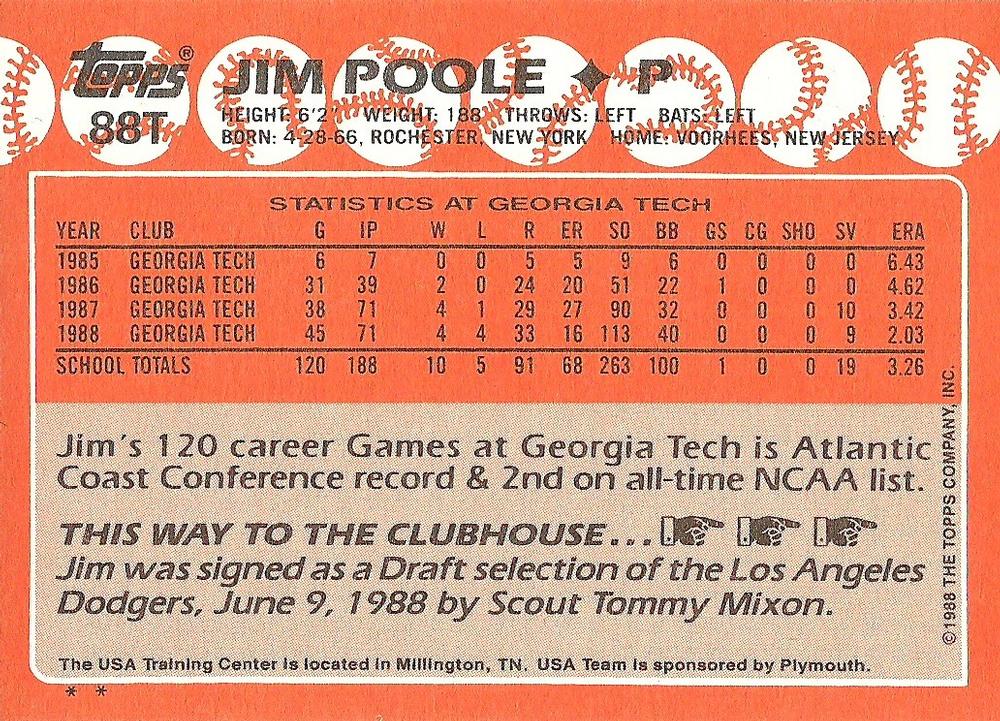 topps®
88T
JIM POOLE ✦ P
HEIGHT: 6'2" WEIGHT: 188 THROWS: LEFT BATS: LEFT
BORN: 4-28-66, ROCHESTER, NEW YORK HOME: VOORHEES, NEW JERSEY
STATISTICS AT GEORGIA TECH
YEAR CLUB G IP W L R ER SO BB GS CG SHO SV ERA
1985 GEORGIA TECH 6 7 0 0 5 5 9 6 0 0 0 0 6.43
1986 GEORGIA TECH 31 39 2 0 24 20 51 22 1 0 0 0 4.62
1987 GEORGIA TECH 38 71 4 1 29 27 90 32 0 0 0 10 3.42
1988 GEORGIA TECH 45 71 4 4 33 16 113 40 0 0 0 9 2.03
SCHOOL TOTALS 120 188 10 5 91 68 263 100 1 0 0 19 3.26
Jim's 120 career Games at Georgia Tech is Atlantic
Coast Conference record & 2nd on all-time NCAA list.
THIS WAY TO THE CLUBHOUSE...
Jim was signed as a Draft selection of the Los Angeles
Dodgers, June 9, 1988 by Scout Tommy Mixon.
The USA Training Center is located in Millington, TN. USA Team is sponsored by Plymouth.
* *
©1988 THE TOPPS COMPANY, INC.